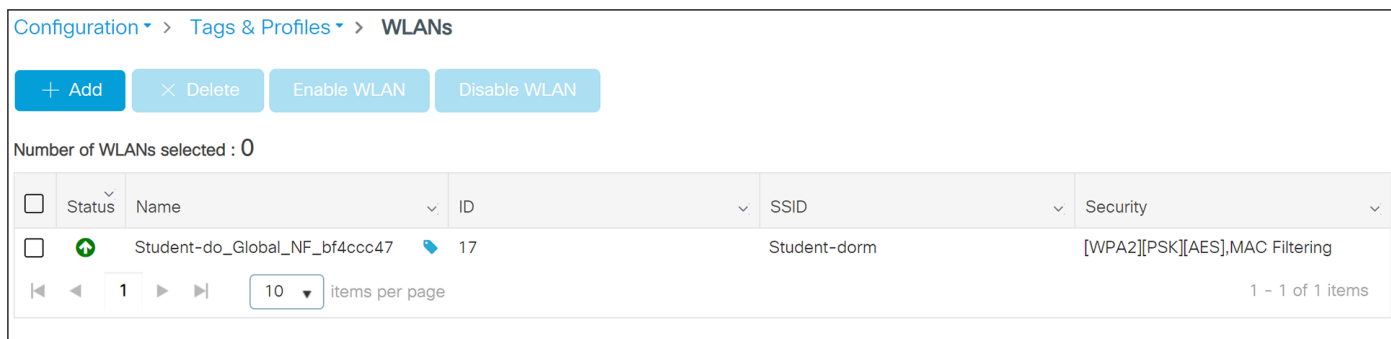 Configuration > Tags & Profiles > WLANs
+ Add × Delete Enable WLAN Disable WLAN
Number of WLANs selected : 0
Status Name ID SSID Security
Student-do_Global_NF_bf4ccc47 17 Student-dorm [WPA2][PSK][AES],MAC Filtering
1 10 items per page 1 - 1 of 1 items